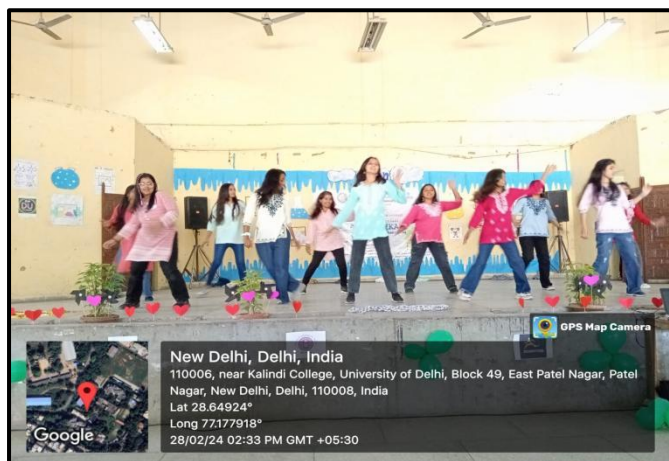 GPS Map Camera
New Delhi, Delhi, India
110006, near Kalindi College, University of Delhi, Block 49, East Patel Nagar, Patel
Nagar, New Delhi, Delhi, 110008, India
Lat 28.64924°
Long 77.177918°
28/02/24 02:33 PM GMT +05:30
Google